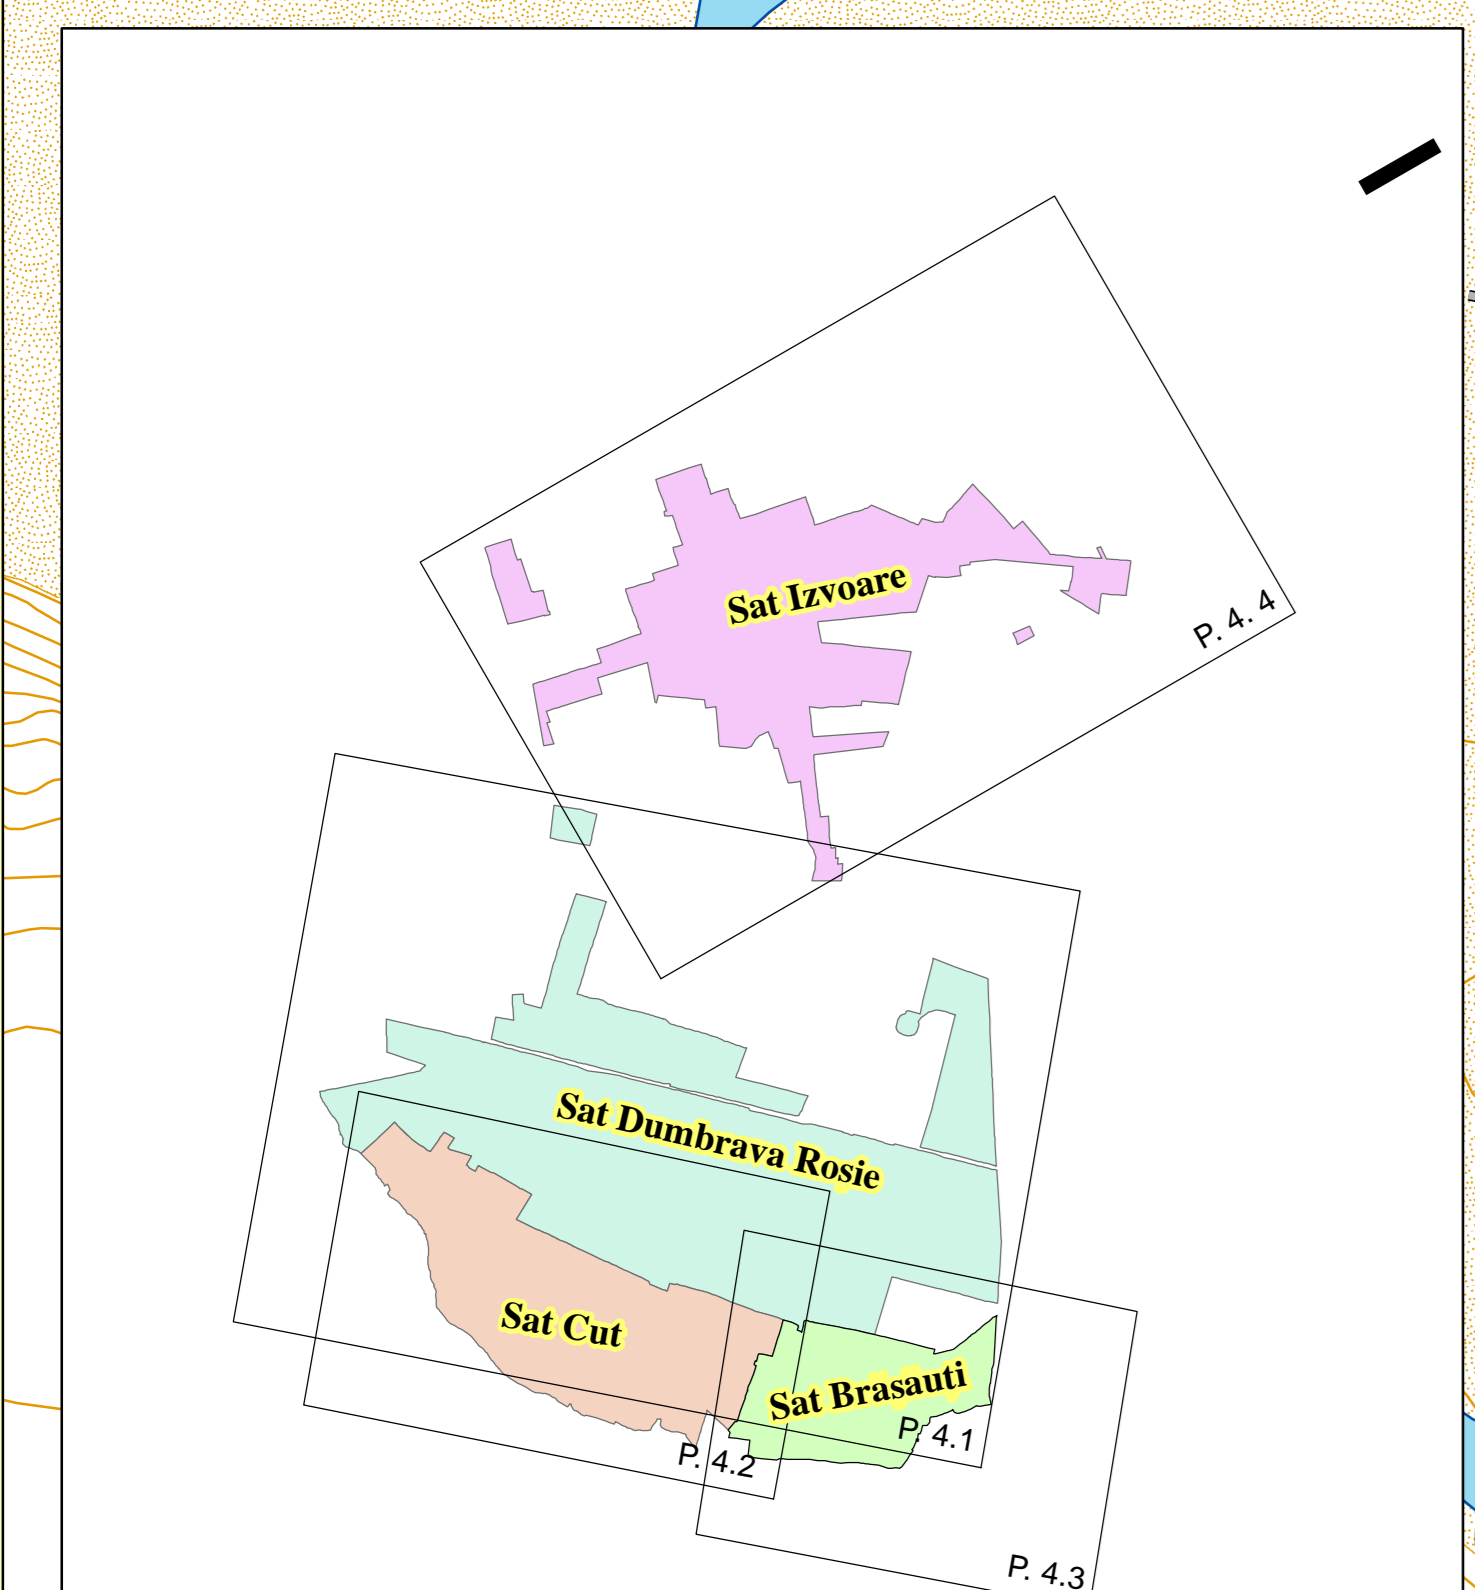 Sat Izvoare
P. 4. 4
Sat Dumbrava Rosie
Sat Cut
Sat Brasauti
P. 4.1
P. 4.2
P. 4.3